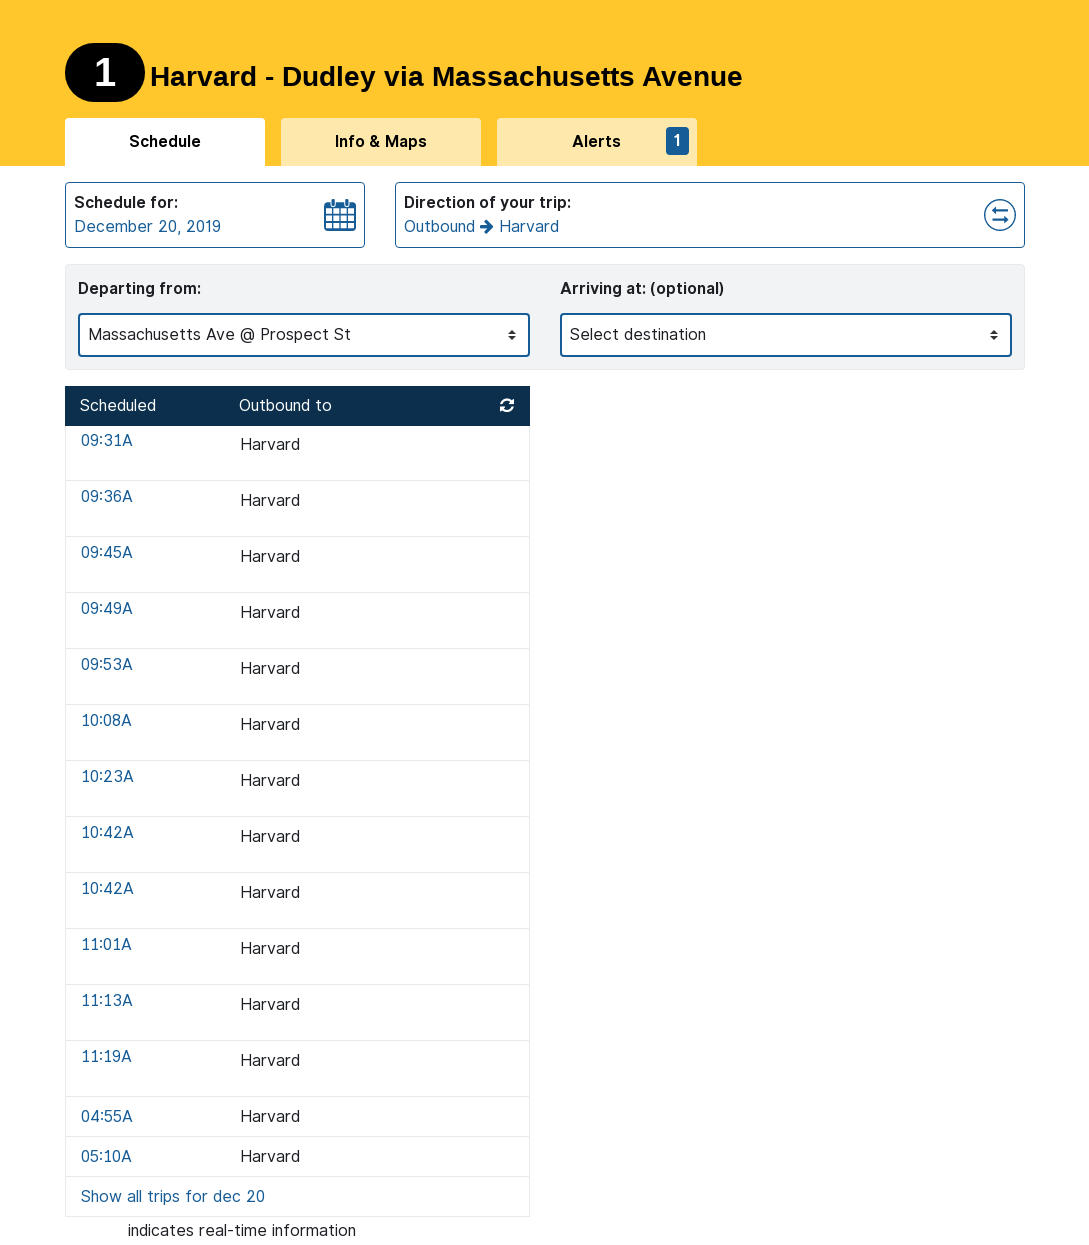 1 Harvard - Dudley via Massachusetts Avenue
Schedule Info & Maps Alerts 1
Schedule for: Direction of your trip:
December 20, 2019 Outbound → Harvard
Departing from: Arriving at: (optional)
Massachusetts Ave @ Prospect St Select destination
Scheduled Outbound to
09:31A Harvard
09:36A Harvard
09:45A Harvard
09:49A Harvard
09:53A Harvard
10:08A Harvard
10:23A Harvard
10:42A Harvard
10:42A Harvard
11:01A Harvard
11:13A Harvard
11:19A Harvard
04:55A Harvard
05:10A Harvard
Show all trips for dec 20
indicates real-time information